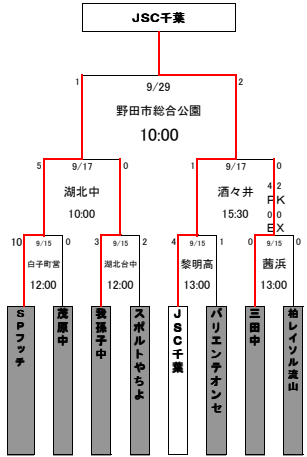 JSC千葉
1 9/29 2
野田市総合公園
10:00
5 9/17 0 1 9/17 0
湖北中 酒々井 4 2
PK
10:00 15:30 0 0
EX
10 9/15 0 3 9/15 2 4 9/15 1 0 9/15 0
白子町営 湖北台中 黎明高 茜浜
12:00 12:00 13:00 13:00
SPフッチ
茂原中
我孫子中
スポルトやちよ
JSC千葉
バリエンテオンセ
三田中
柏レイソル流山